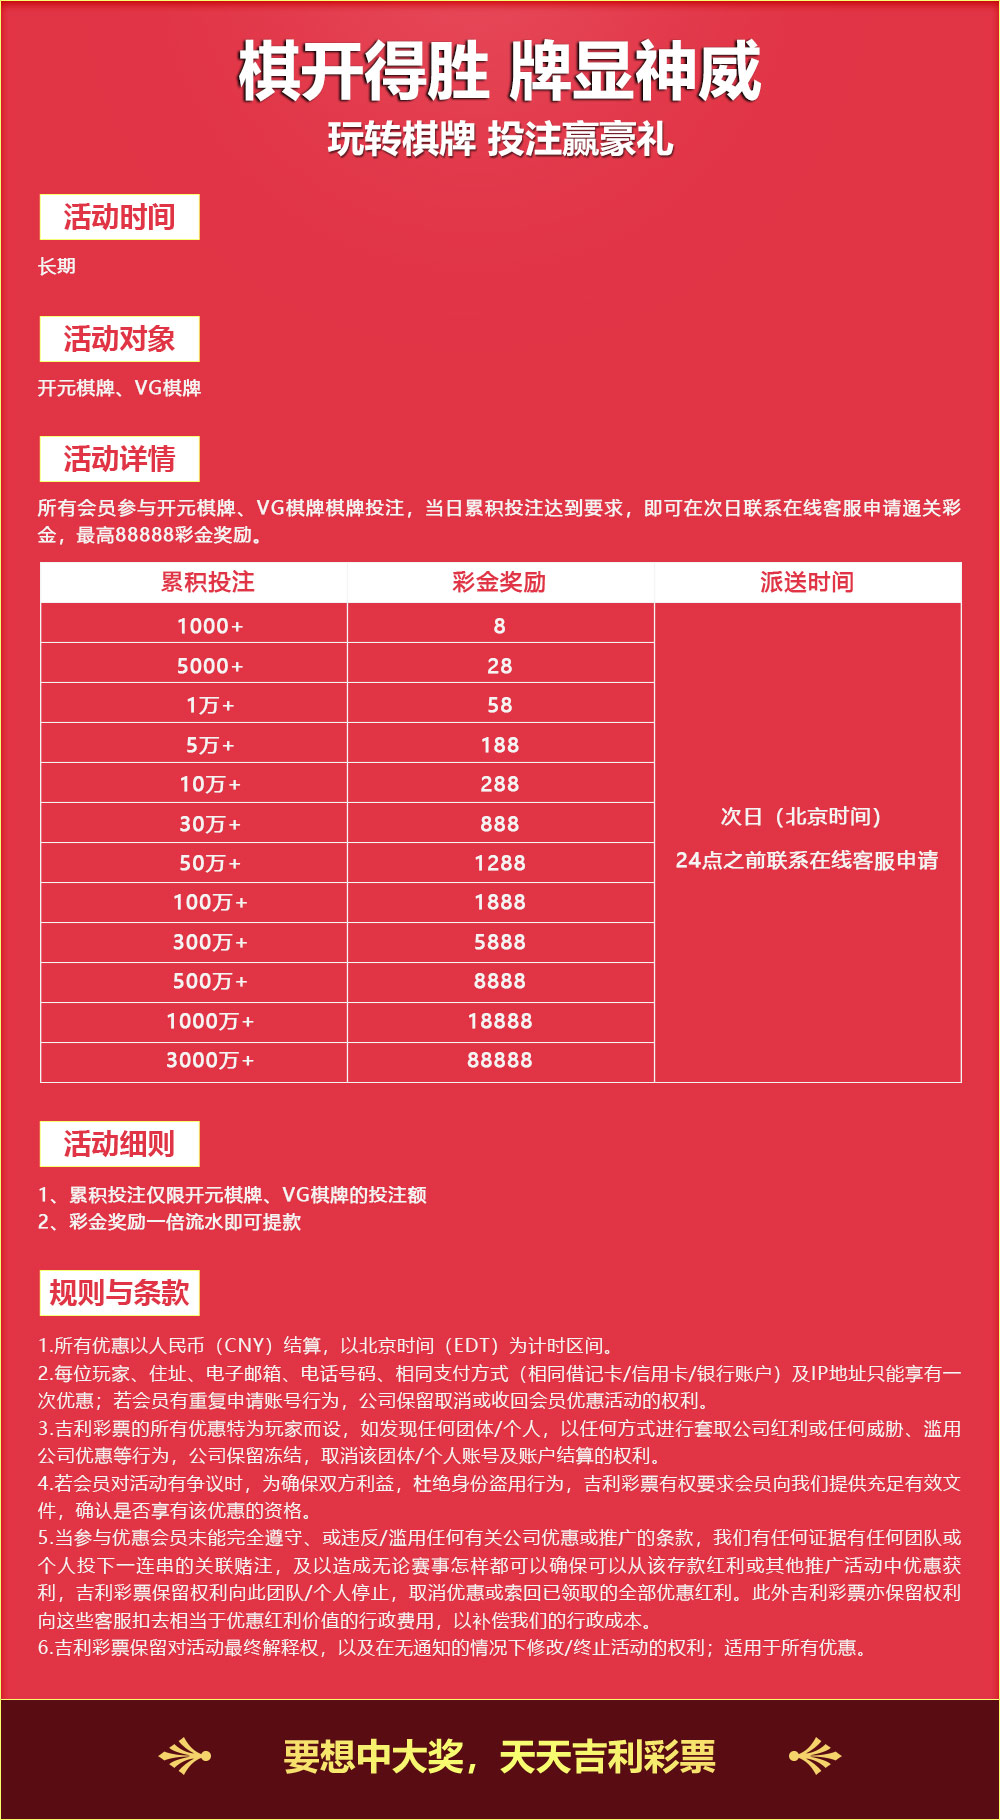 棋开得胜 牌显神威
玩转棋牌 投注赢豪礼
活动时间
长期
活动对象
开元棋牌、VG棋牌
活动详情
所有会员参与开元棋牌、VG棋牌棋牌投注，当日累积投注达到要求，即可在次日联系在线客服申请通关彩
金，最高88888彩金奖励。
累积投注 彩金奖励 派送时间
1000+ 8
5000+ 28
1万+ 58
5万+ 188
10万+ 288
30万+ 888
次日（北京时间）
50万+ 1288
24点之前联系在线客服申请
100万+ 1888
300万+ 5888
500万+ 8888
1000万+ 18888
3000万+ 88888
活动细则
1、累积投注仅限开元棋牌、VG棋牌的投注额
2、彩金奖励一倍流水即可提款
规则与条款
1.所有优惠以人民币（CNY）结算，以北京时间（EDT）为计时区间。
2.每位玩家、住址、电子邮箱、电话号码、相同支付方式（相同借记卡/信用卡/银行账户）及IP地址只能享有一
次优惠；若会员有重复申请账号行为，公司保留取消或收回会员优惠活动的权利。
3.吉利彩票的所有优惠特为玩家而设，如发现任何团体/个人，以任何方式进行套取公司红利或任何威胁、滥用
公司优惠等行为，公司保留冻结，取消该团体/个人账号及账户结算的权利。
4.若会员对活动有争议时，为确保双方利益，杜绝身份盗用行为，吉利彩票有权要求会员向我们提供充足有效文
件，确认是否享有该优惠的资格。
5.当参与优惠会员未能完全遵守、或违反/滥用任何有关公司优惠或推广的条款，我们有任何证据有任何团队或
个人投下一连串的关联赌注，及以造成无论赛事怎样都可以确保可以从该存款红利或其他推广活动中优惠获
利，吉利彩票保留权利向此团队/个人停止，取消优惠或索回已领取的全部优惠红利。此外吉利彩票亦保留权利
向这些客服扣去相当于优惠红利价值的行政费用，以补偿我们的行政成本。
6.吉利彩票保留对活动最终解释权，以及在无通知的情况下修改/终止活动的权利；适用于所有优惠。
要想中大奖，天天吉利彩票